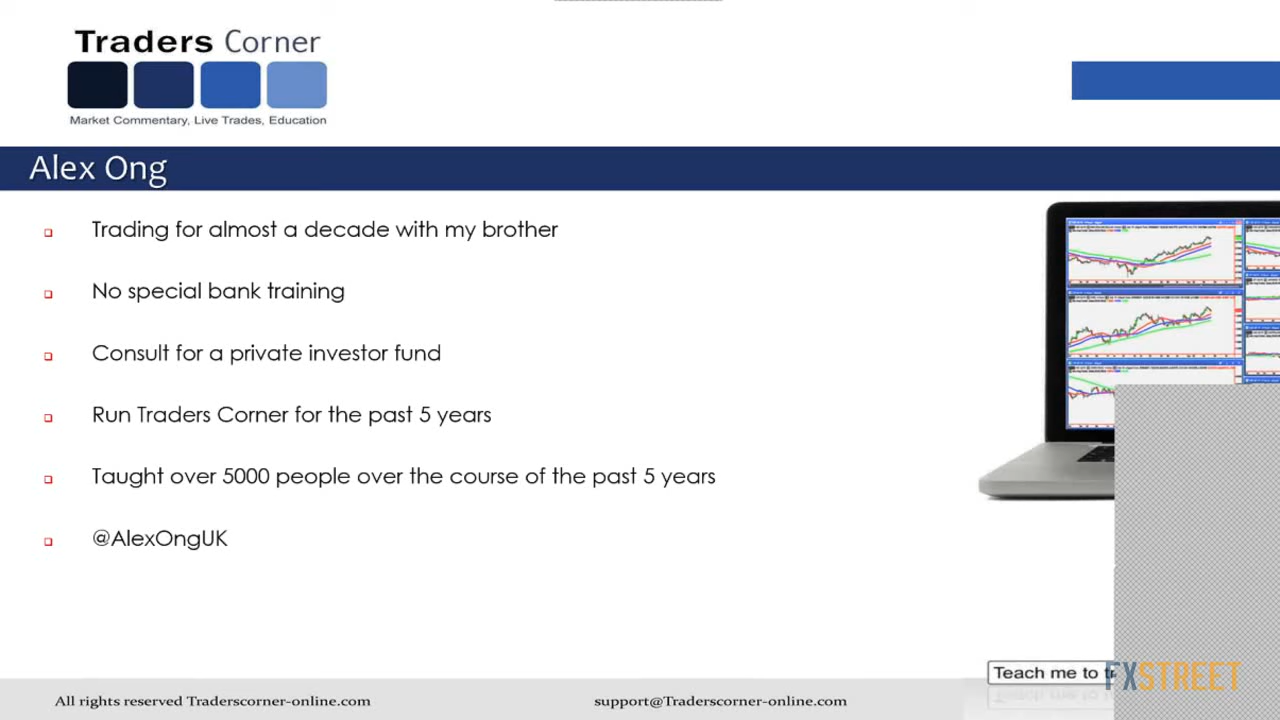 Traders Corner
Market Commentary, Live Trades, Education
Alex Ong
Trading for almost a decade with my brother
No special bank training
Consult for a private investor fund
Run Traders Corner for the past 5 years
Taught over 5000 people over the course of the past 5 years
@AlexOngUK
Teach me to
FXSTREET
All rights reserved Traderscorner-online.com
support@Traderscorner-online.com